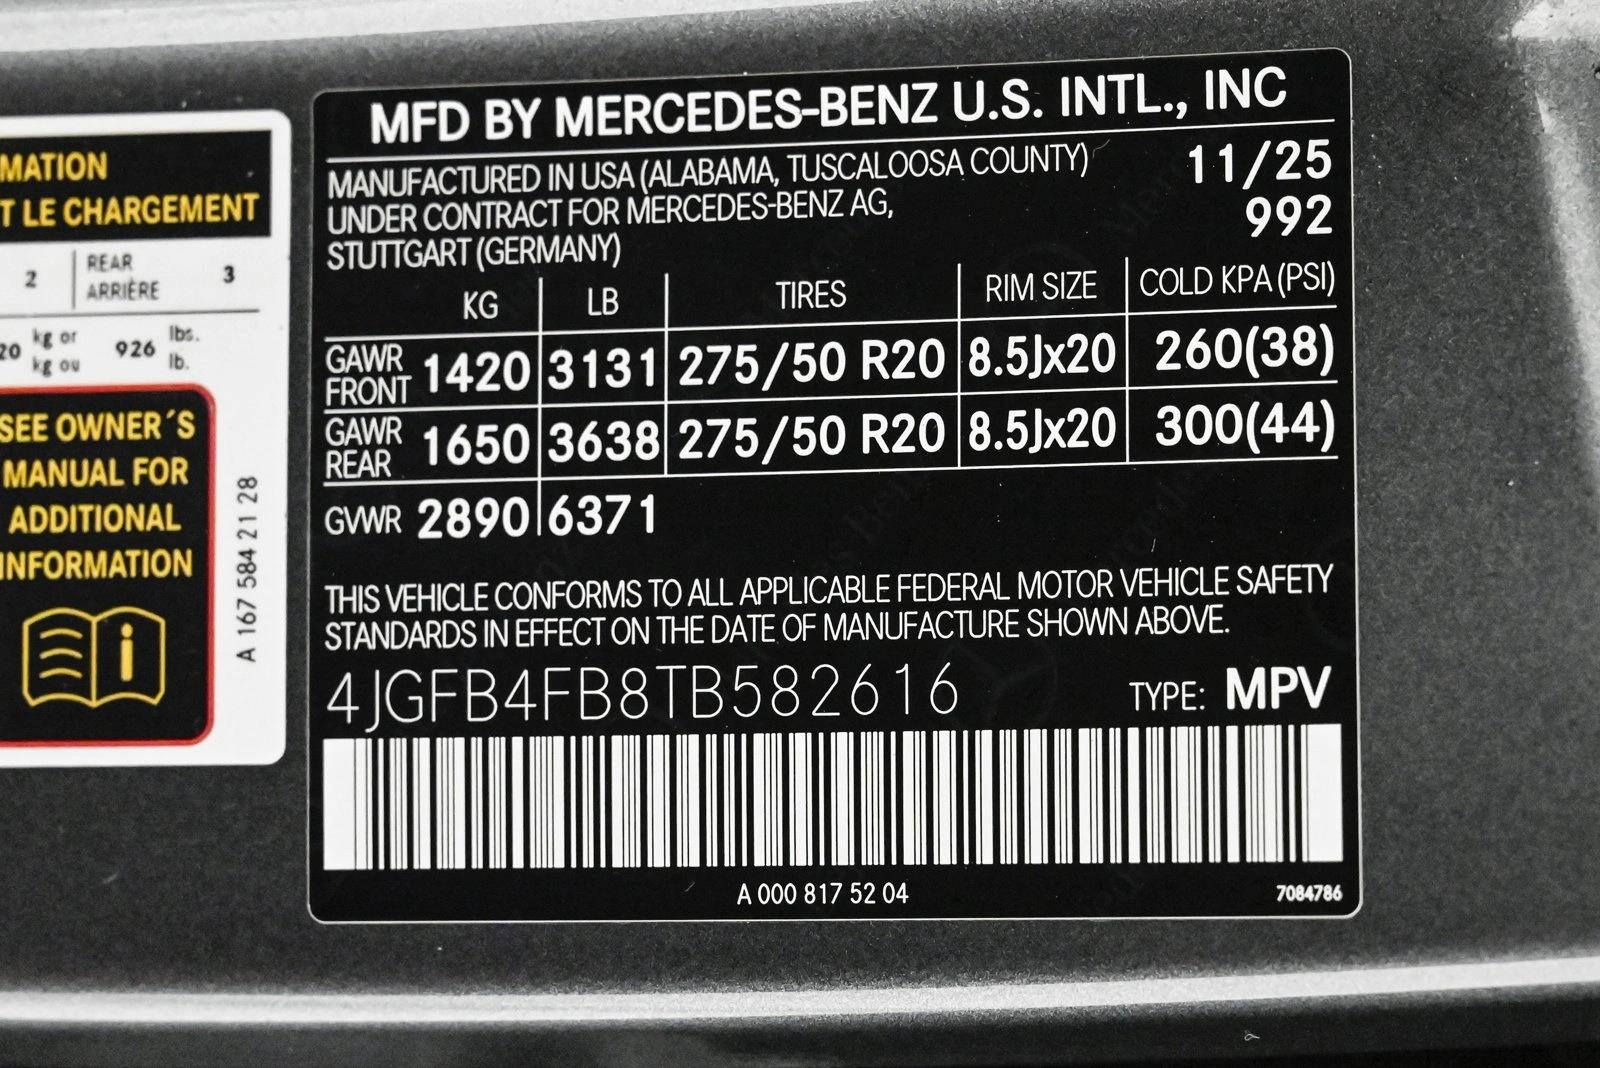 MATION
T LE CHARGEMENT
2 REAR ARRIÈRE 3
20 kg or kg ou 926 lbs. lb.
SEE OWNER´S
MANUAL FOR
ADDITIONAL
INFORMATION
A 167 584 21 28
MFD BY MERCEDES-BENZ U.S. INTL., INC
MANUFACTURED IN USA (ALABAMA, TUSCALOOSA COUNTY) 11/25
UNDER CONTRACT FOR MERCEDES-BENZ AG, 992
STUTTGART (GERMANY)
KG LB TIRES RIM SIZE COLD KPA (PSI)
GAWR FRONT 1420 3131 275/50 R20 8.5Jx20 260(38)
GAWR REAR 1650 3638 275/50 R20 8.5Jx20 300(44)
GVWR 2890 6371
THIS VEHICLE CONFORMS TO ALL APPLICABLE FEDERAL MOTOR VEHICLE SAFETY
STANDARDS IN EFFECT ON THE DATE OF MANUFACTURE SHOWN ABOVE.
4JGFB4FB8TB582616 TYPE: MPV
A 000 817 52 04 7084786